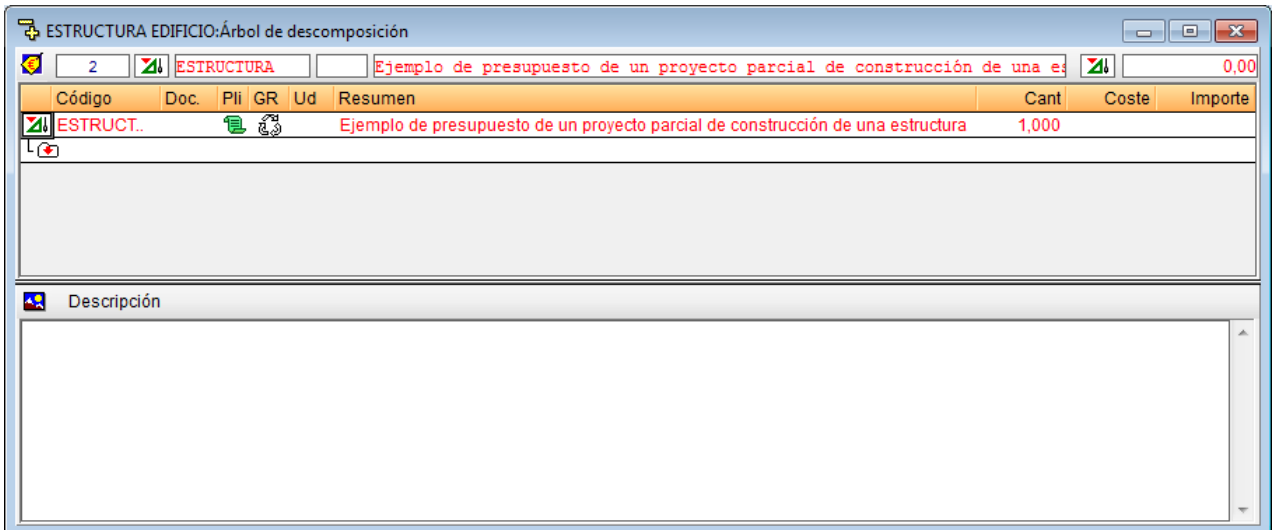 ESTRUCTURA EDIFICIO:Árbol de descomposición
2 ESTRUCTURA Ejemplo de presupuesto de un proyecto parcial de construcción de una es 0,00
Código Doc. Pli GR Ud Resumen Cant Coste Importe
ESTRUCT.. Ejemplo de presupuesto de un proyecto parcial de construcción de una estructura 1,000
Descripción